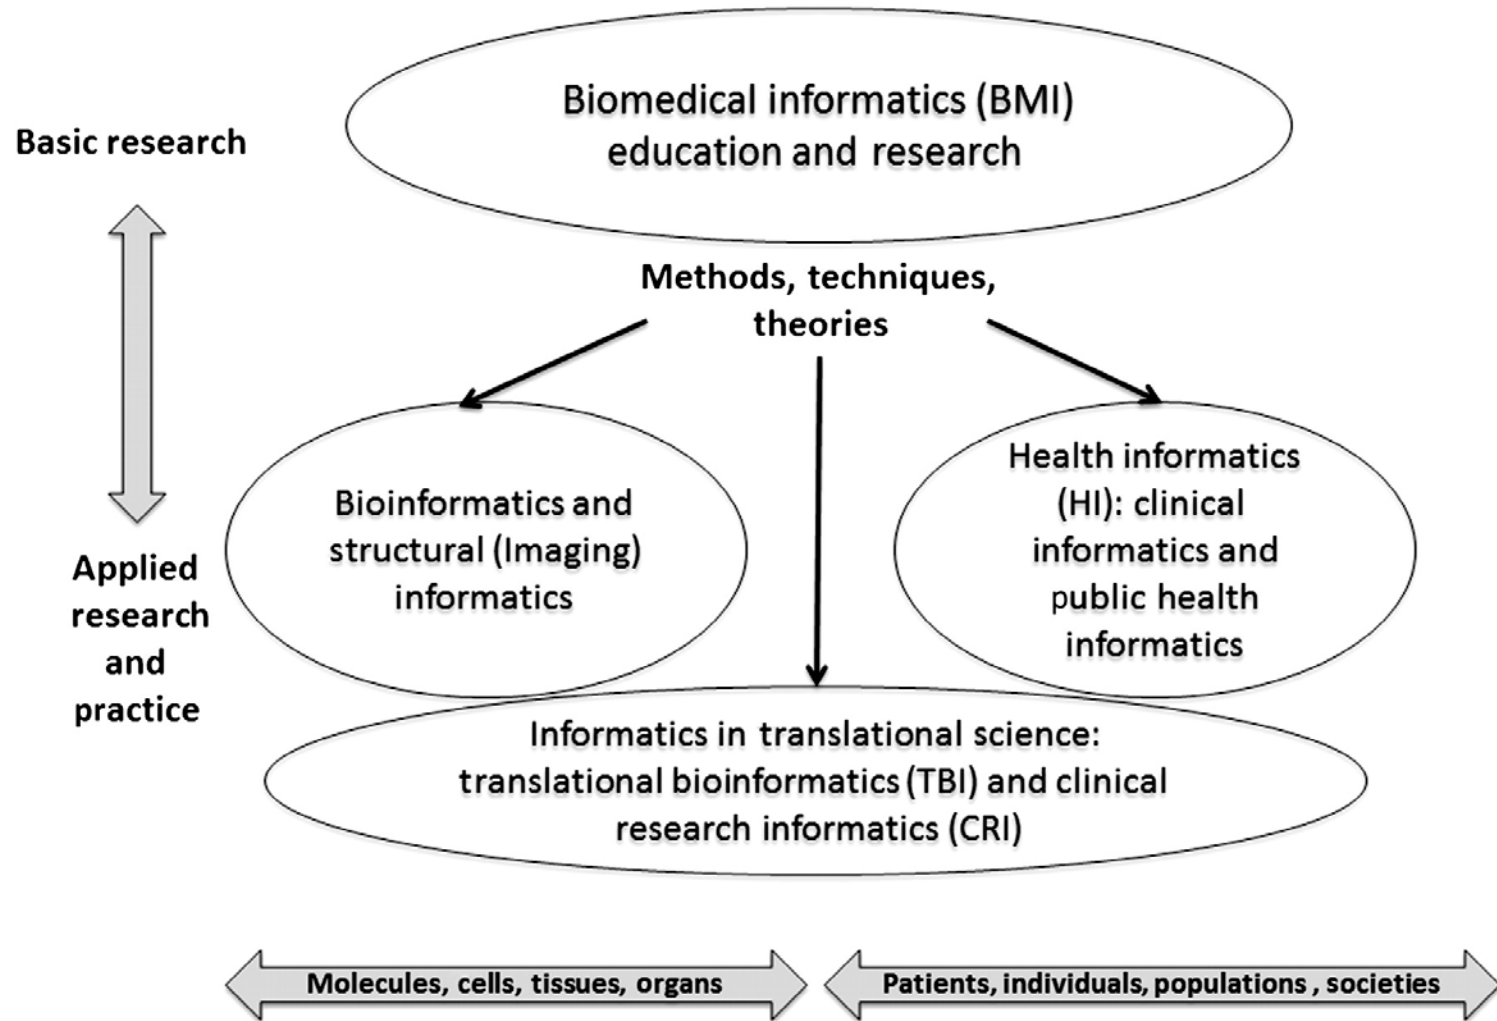 Biomedical informatics (BMI)
education and research
Basic research
Methods, techniques,
theories
Bioinformatics and
structural (Imaging)
informatics
Health informatics
(HI): clinical
informatics and
public health
informatics
Applied
research
and
practice
Informatics in translational science:
translational bioinformatics (TBI) and clinical
research informatics (CRI)
Molecules, cells, tissues, organs
Patients, individuals, populations , societies